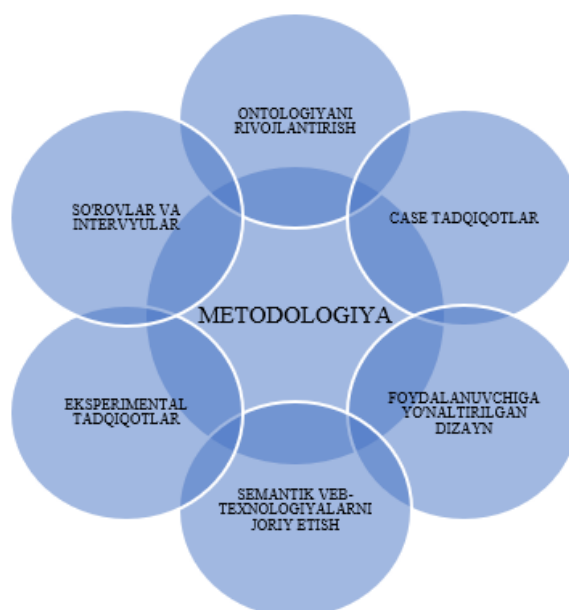 ONTOLOGIYANI
RIVOJLANTIRISH
SO'ROVLAR VA
INTERVYULAR
CASE TADQIQOTLAR
METODOLOGIYA
EKSPERIMENTAL
TADQIQOTLAR
FOYDALANUVCHIGA
YO'NALTIRILGAN
DIZAYN
SEMANTIK VEB-
TEXNOLOGIYALARNI
JORIY ETISH